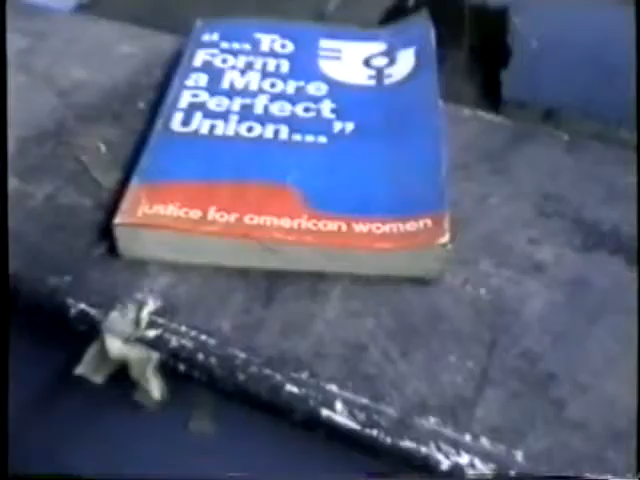 "... To
Form
a More
Perfect
Union..."
justice for american women